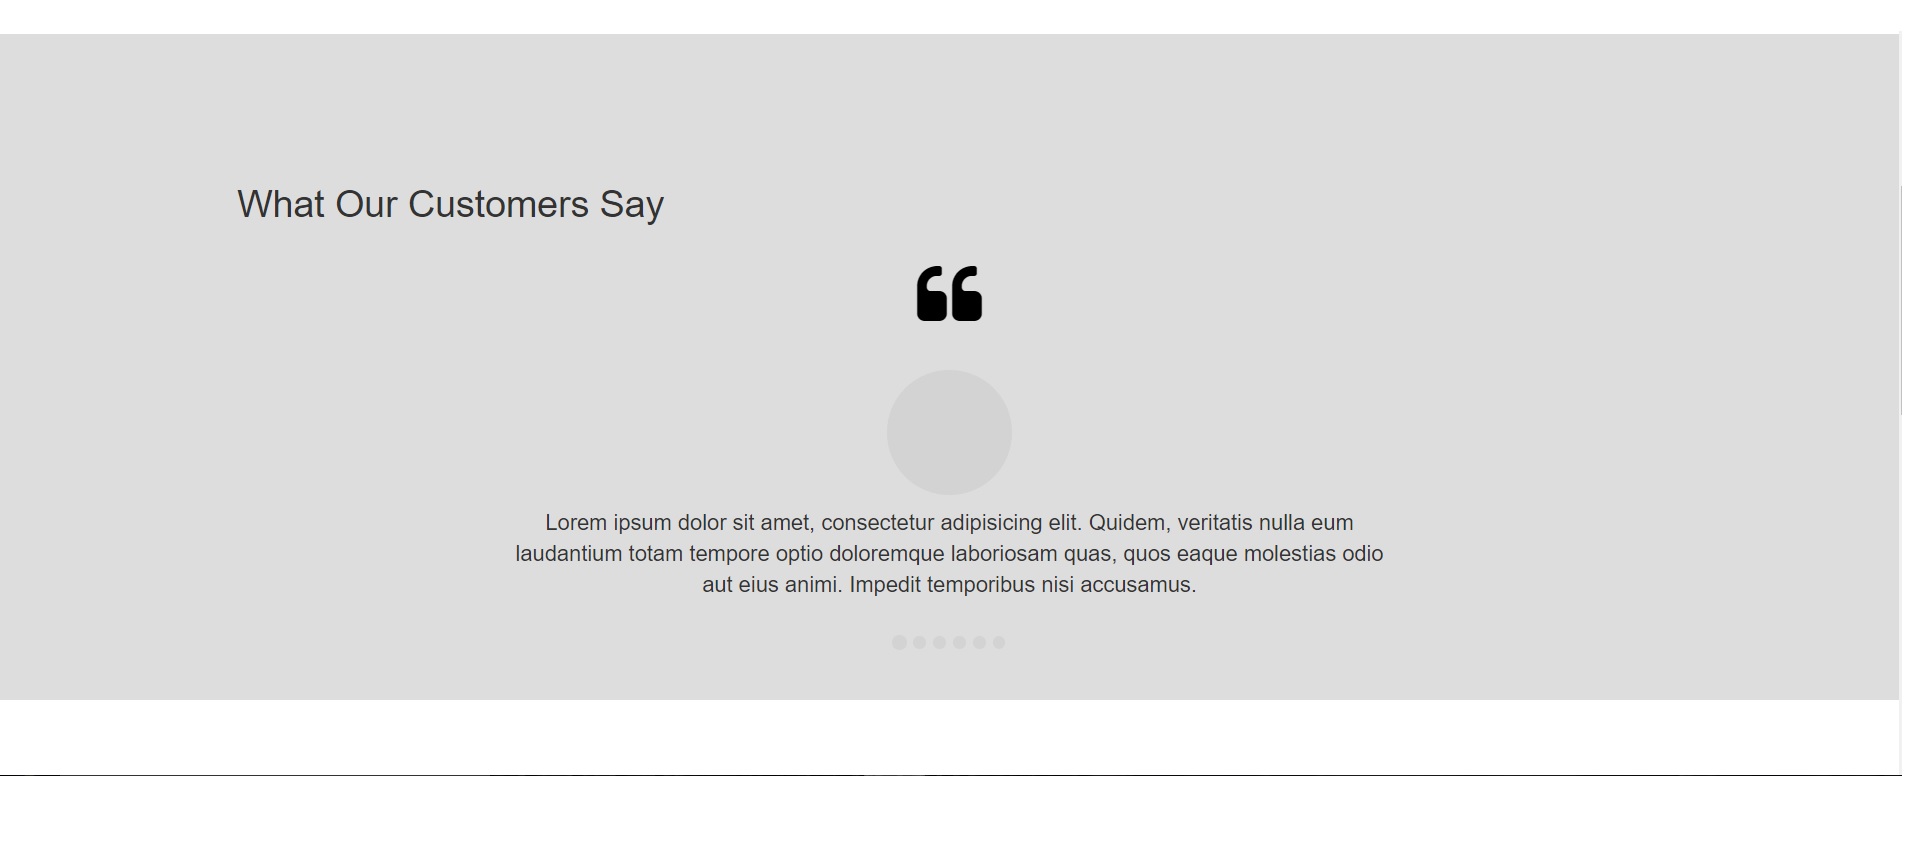 What Our Customers Say
Lorem ipsum dolor sit amet, consectetur adipisicing elit. Quidem, veritatis nulla eum
laudantium totam tempore optio doloremque laboriosam quas, quos eaque molestias odio
aut eius animi. Impedit temporibus nisi accusamus.